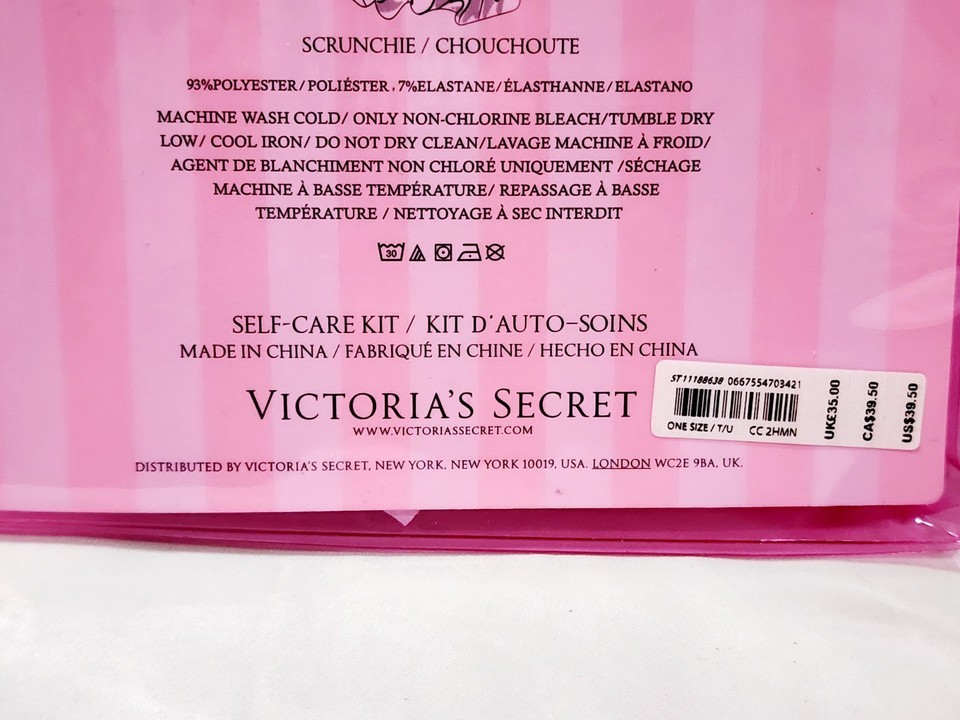 SCRUNCHIE / CHOUCHOUTE
93%POLYESTER/POLIÉSTER, 7%ELASTANE/ÉLASTHANNE/ELASTANO
MACHINE WASH COLD/ ONLY NON-CHLORINE BLEACH/TUMBLE DRY
LOW/ COOL IRON/ DO NOT DRY CLEAN/LAVAGE MACHINE À FROID/
AGENT DE BLANCHIMENT NON CHLORÉ UNIQUEMENT /SÉCHAGE
MACHINE À BASSE TEMPÉRATURE/ REPASSAGE À BASSE
TEMPÉRATURE / NETTOYAGE À SEC INTERDIT
30
SELF-CARE KIT / KIT D'AUTO-SOINS
MADE IN CHINA / FABRIQUÉ EN CHINE / HECHO EN CHINA
VICTORIA'S SECRET
WWW.VICTORIASSECRET.COM
DISTRIBUTED BY VICTORIA'S SECRET, NEW YORK, NEW YORK 10019, USA. LONDON WC2E 9BA, UK.
ST11188638 0667554703421
ONE SIZE / T/U CC 2HMN
UK£35.00
CA$39.50
US$39.50